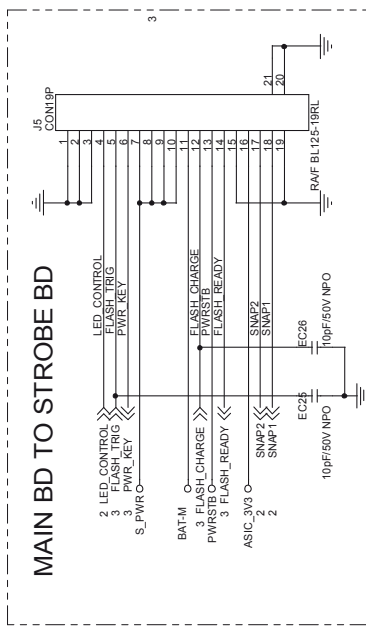 MAIN BD TO STROBE BD
J5
CON19P
3
1
2
3
4
5
6
7
8
9
10
11
12
13
14
15
16
17
18
19
21
20
RA/F BL125-19RL
LED_CONTROL
FLASH_TRIG
PWR_KEY
FLASH_CHARGE
PWRSTB
FLASH_READY
SNAP2
SNAP1
2 LED_CONTROL
3 FLASH_TRIG
3 PWR_KEY
S_PWR
BAT-M
3 FLASH_CHARGE
PWRSTB
3 FLASH_READY
ASIC_3V3
2 SNAP2
2 SNAP1
EC25
10pF/50V NPO
EC26
10pF/50V NPO